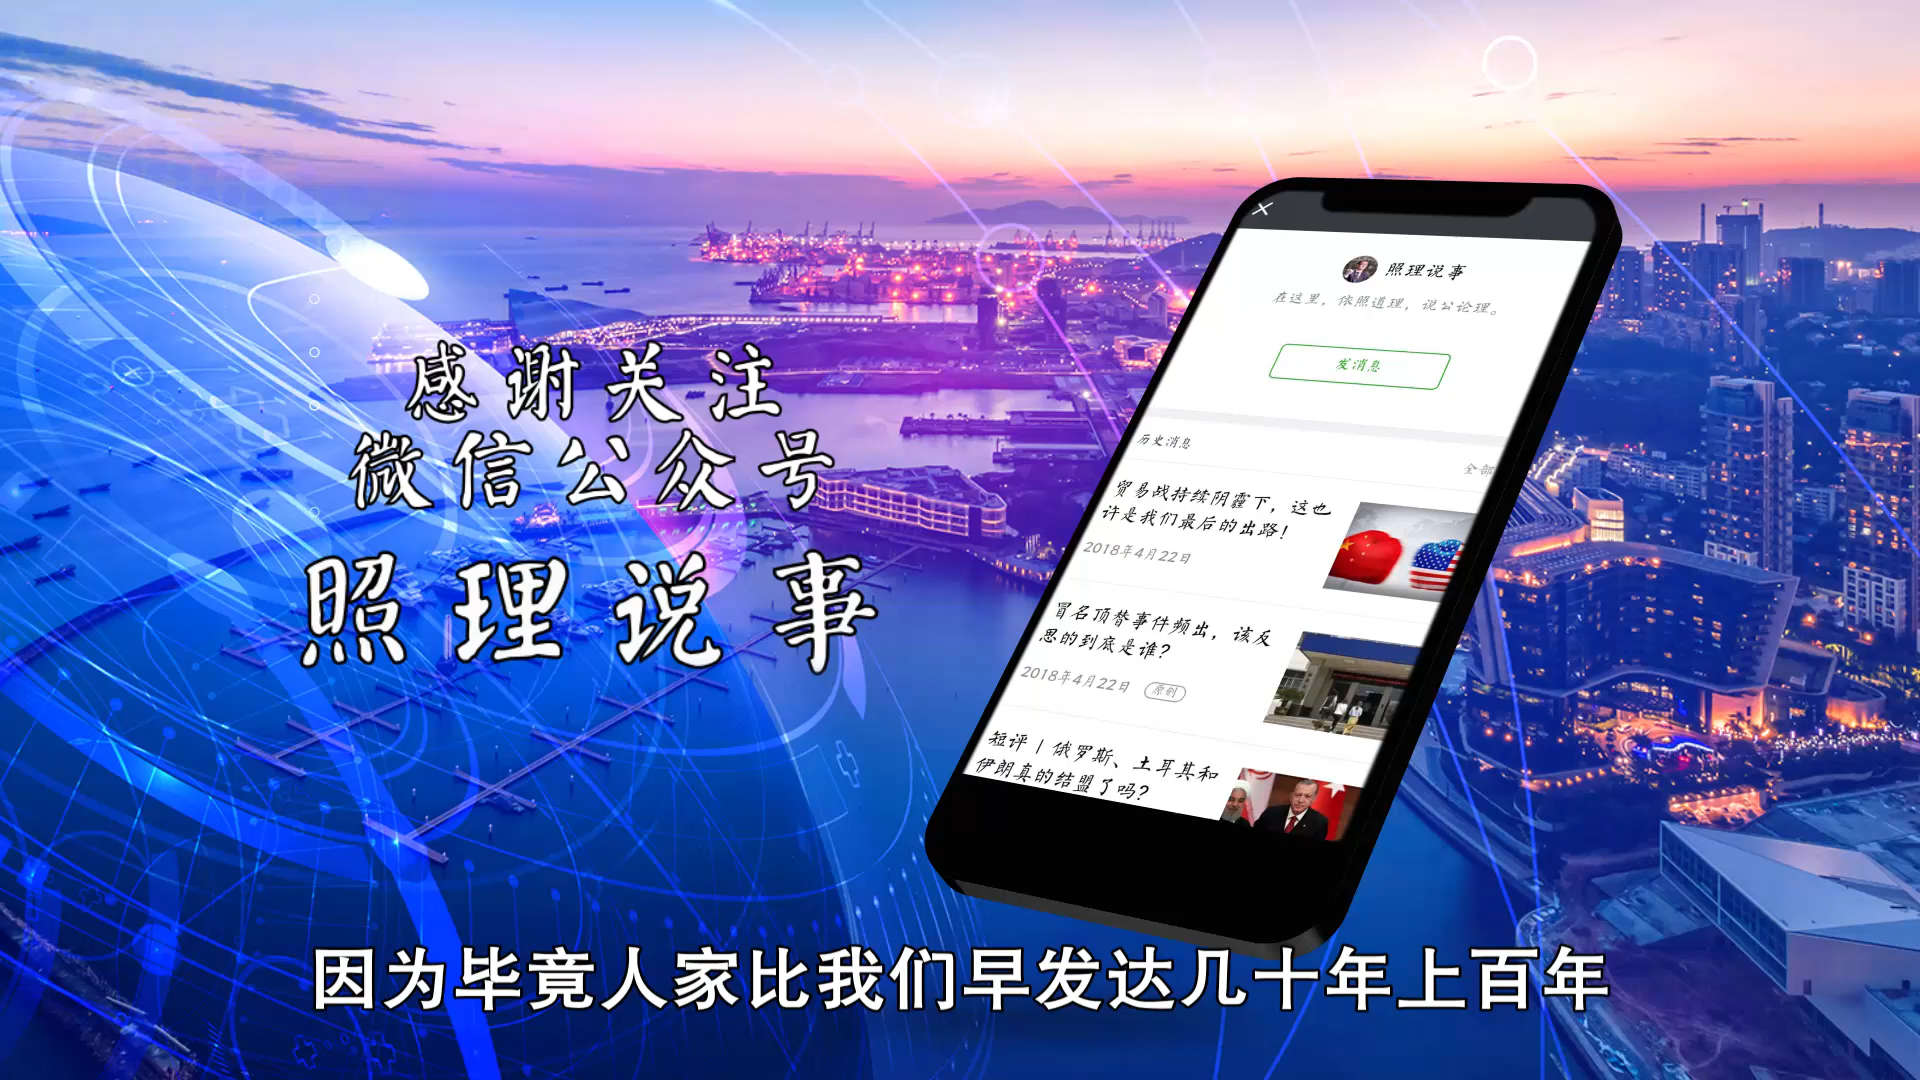 感谢关注
微信公众号
照理说事
照理说事
在这里，依照道理，说公论理。
发消息
历史消息
全部
贸易战持续阴霾下，这也
许是我们最后的出路！
2018年4月22日
冒名顶替事件频出，该反
思的到底是谁？
2018年4月22日 原创
短评 | 俄罗斯、土耳其和
伊朗真的结盟了吗？
因为毕竟人家比我们早发达几十年上百年